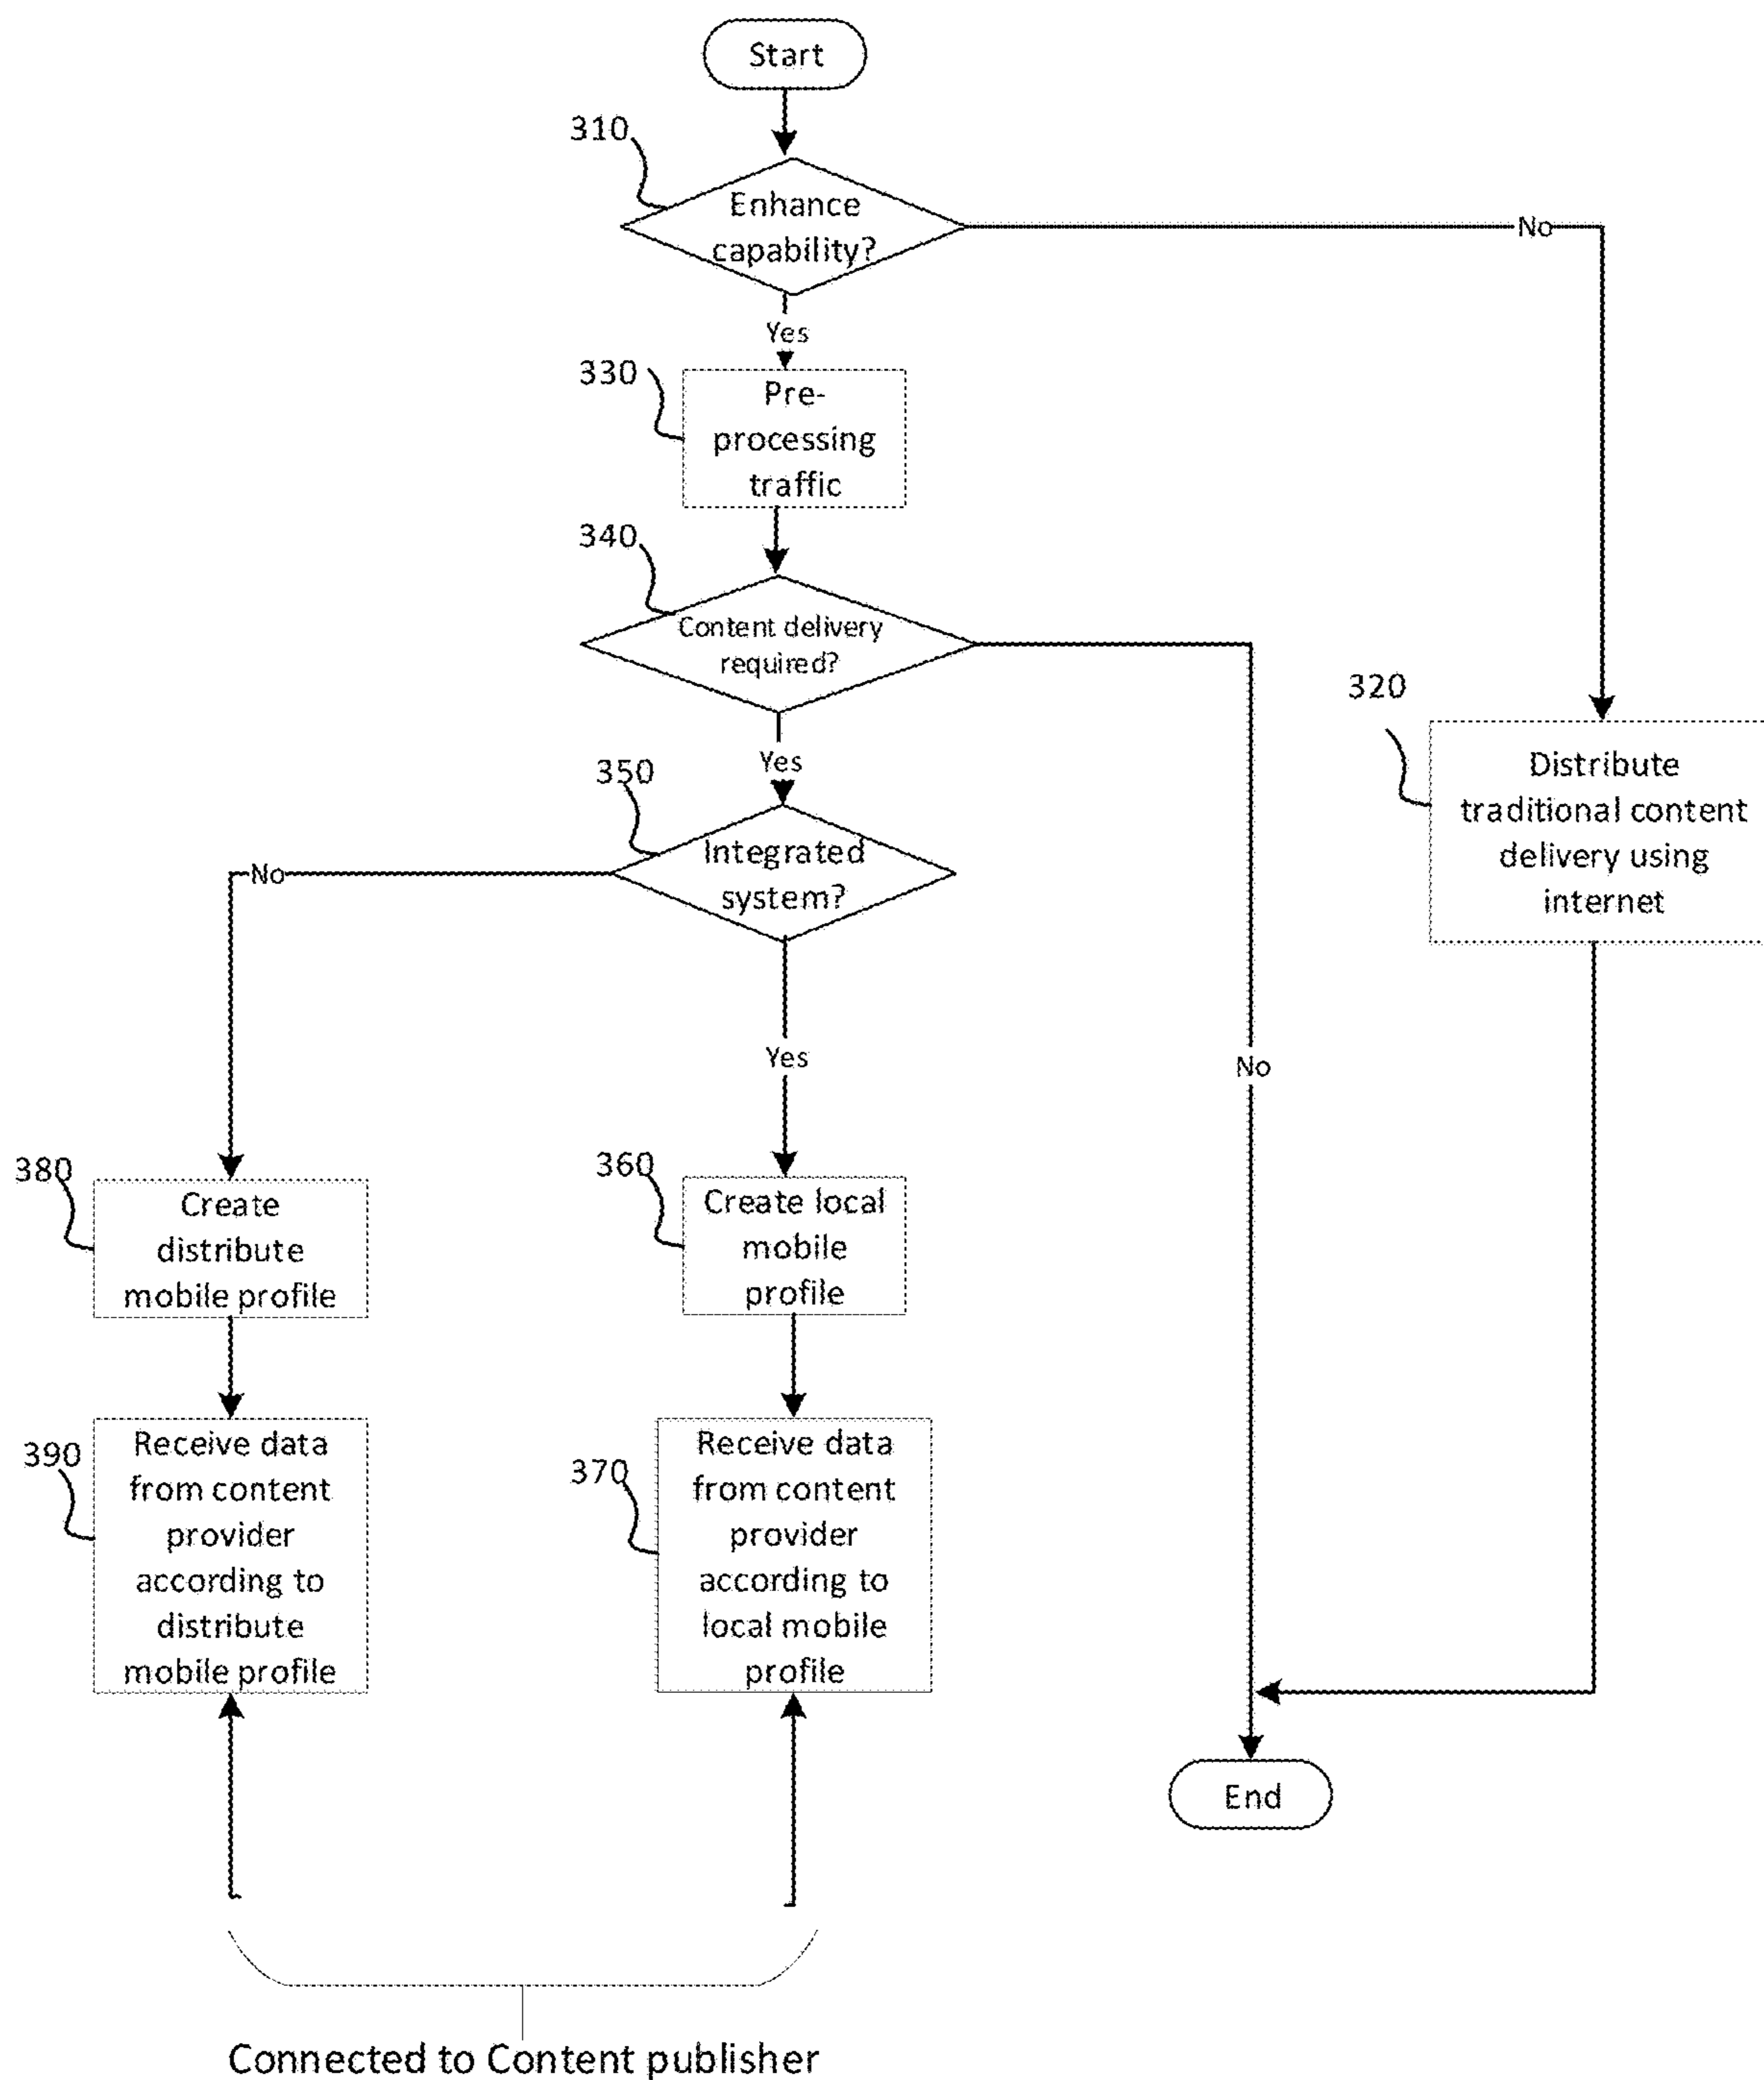 Start
310
Enhance
capability?
No
Yes
330
Pre-
processing
traffic
340
Content delivery
required?
320
Distribute
traditional content
delivery using
internet
Yes
350
Integrated
system?
No
Yes
No
380
Create
distribute
mobile profile
360
Create local
mobile
profile
390
Receive data
from content
provider
according to
distribute
mobile profile
370
Receive data
from content
provider
according to
local mobile
profile
End
Connected to Content publisher